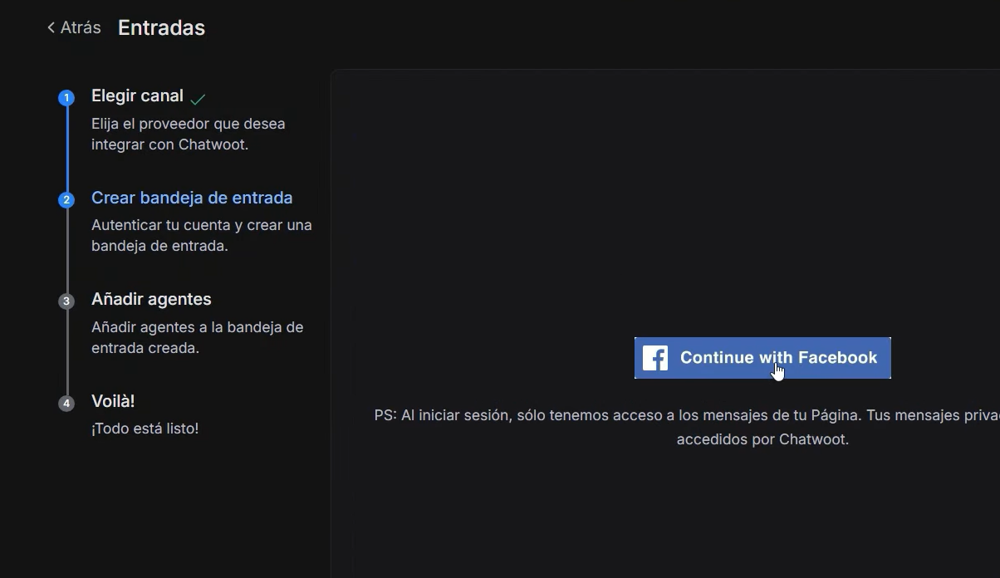 Atrás Entradas
1 Elegir canal
Elija el proveedor que desea
integrar con Chatwoot.
2 Crear bandeja de entrada
Autenticar tu cuenta y crear una
bandeja de entrada.
3 Añadir agentes
Añadir agentes a la bandeja de
entrada creada.
4 Voilà!
¡Todo está listo!
Continue with Facebook
PS: Al iniciar sesión, sólo tenemos acceso a los mensajes de tu Página. Tus mensajes priva
accedidos por Chatwoot.